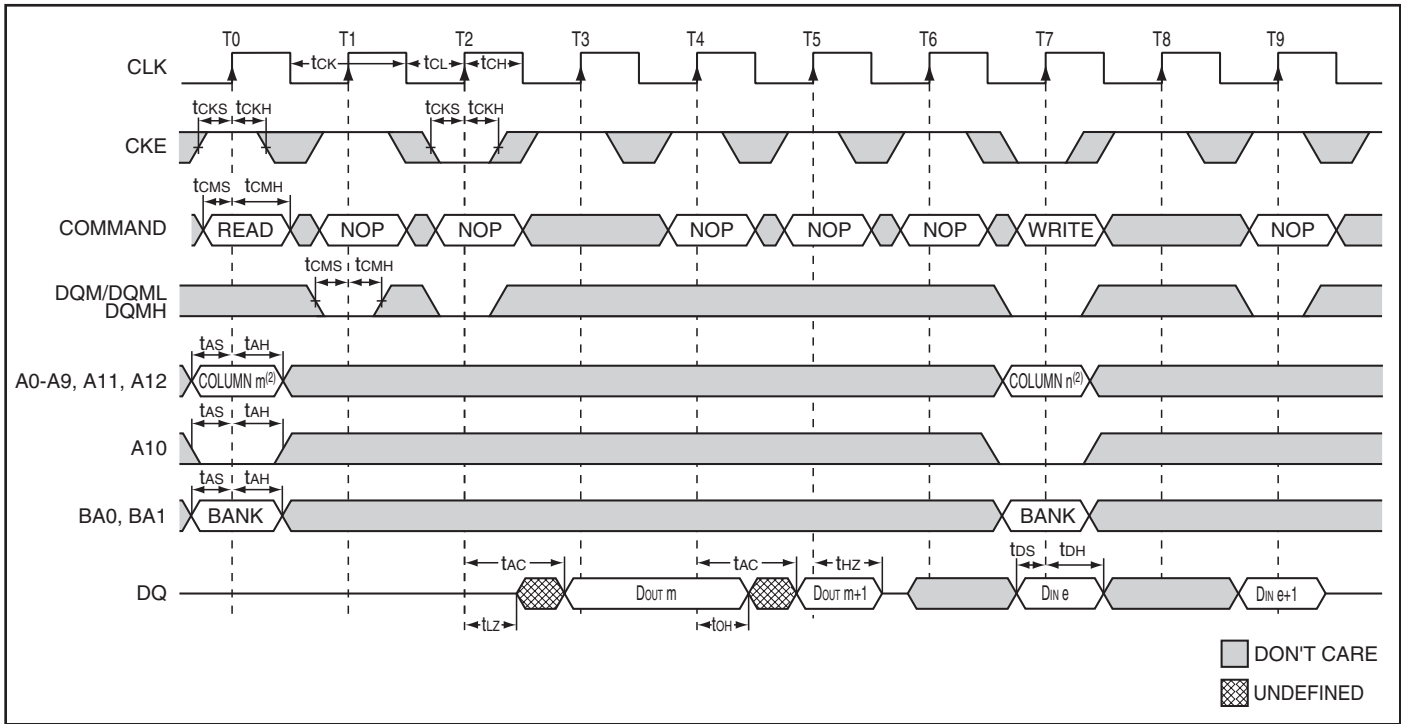 T0 T1 T2 T3 T4 T5 T6 T7 T8 T9
CLK tCK tCL tCH
tCKS tCKH tCKS tCKH
CKE
tCMS tCMH
COMMAND READ NOP NOP NOP NOP NOP WRITE NOP
tCMS tCMH
DQM/DQML
DQMH
tAS tAH
A0-A9, A11, A12 COLUMN m(2) COLUMN n(2)
tAS tAH
A10
tAS tAH
BA0, BA1 BANK BANK
tAC tAC tHZ tDS tDH
DQ DOUT m DOUT m+1 DIN e DIN e+1
tLZ tOH
DON'T CARE
UNDEFINED